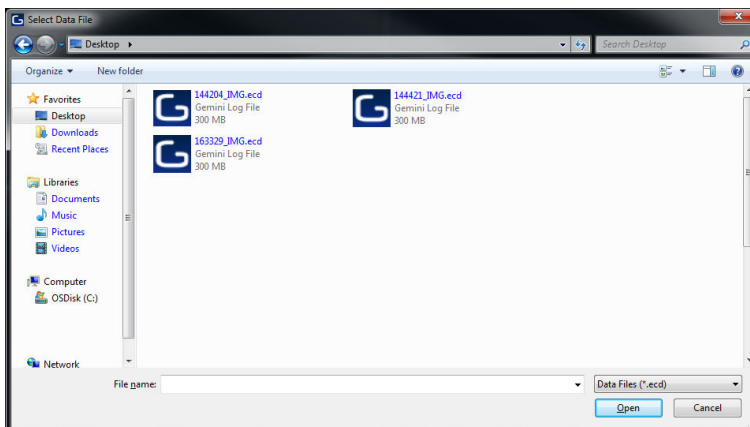 Select Data File
Desktop
Search Desktop
Organize
New folder
Favorites
Desktop
Downloads
Recent Places
Libraries
Documents
Music
Pictures
Videos
Computer
OSDisk (C:)
Network
144204_IMG.ecd
Gemini Log File
300 MB
144421_IMG.ecd
Gemini Log File
300 MB
163329_IMG.ecd
Gemini Log File
300 MB
File name:
Data Files (*.ecd)
Open
Cancel